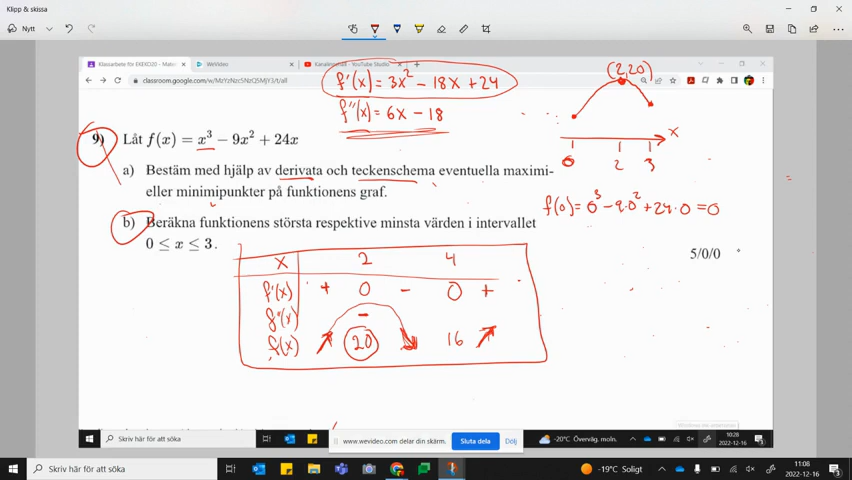 Klipp & skissa
Nytt
Klassarbete för EKEKO20 - Mate
WeVideo
Kanalinnehåll - YouTube Studio
classroom.google.com/w/MzYzNzc5NzQ5MjY3/t/all
f'(x) = 3x² - 18x + 24
f''(x) = 6x - 18
(2,20)
x
0 2 3
9) Låt f(x) = x³ − 9x² + 24x
a) Bestäm med hjälp av derivata och teckenschema eventuella maximi-
eller minimipunkter på funktionens graf.
f(0) = 0³ - 9·0² + 24·0 = 0
b) Beräkna funktionens största respektive minsta värden i intervallet
0 ≤ x ≤ 3.
5/0/0
x 2 4
f'(x) + 0 - 0 +
f''(x) -
f(x) 20 16
Skriv här för att söka
www.wevideo.com delar din skärm.
Sluta dela
Dölj
-20°C Överväg. moln.
10:28
2022-12-16
Skriv här för att söka
-19°C Soligt
11:08
2022-12-16